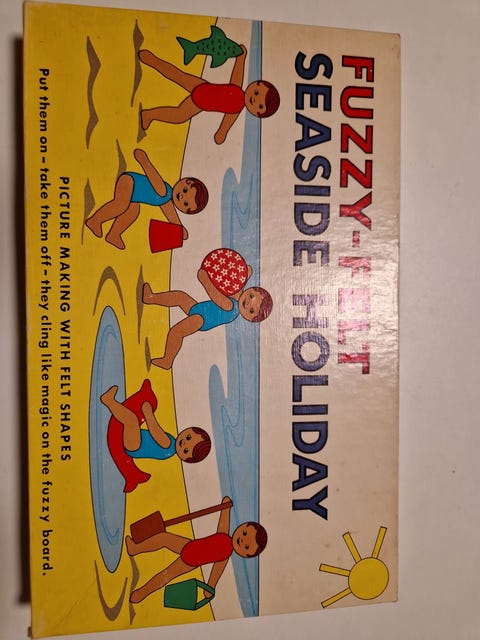 FUZZY-FELT
SEASIDE HOLIDAY
PICTURE MAKING WITH FELT SHAPES
Put them on - take them off - they cling like magic on the fuzzy board.